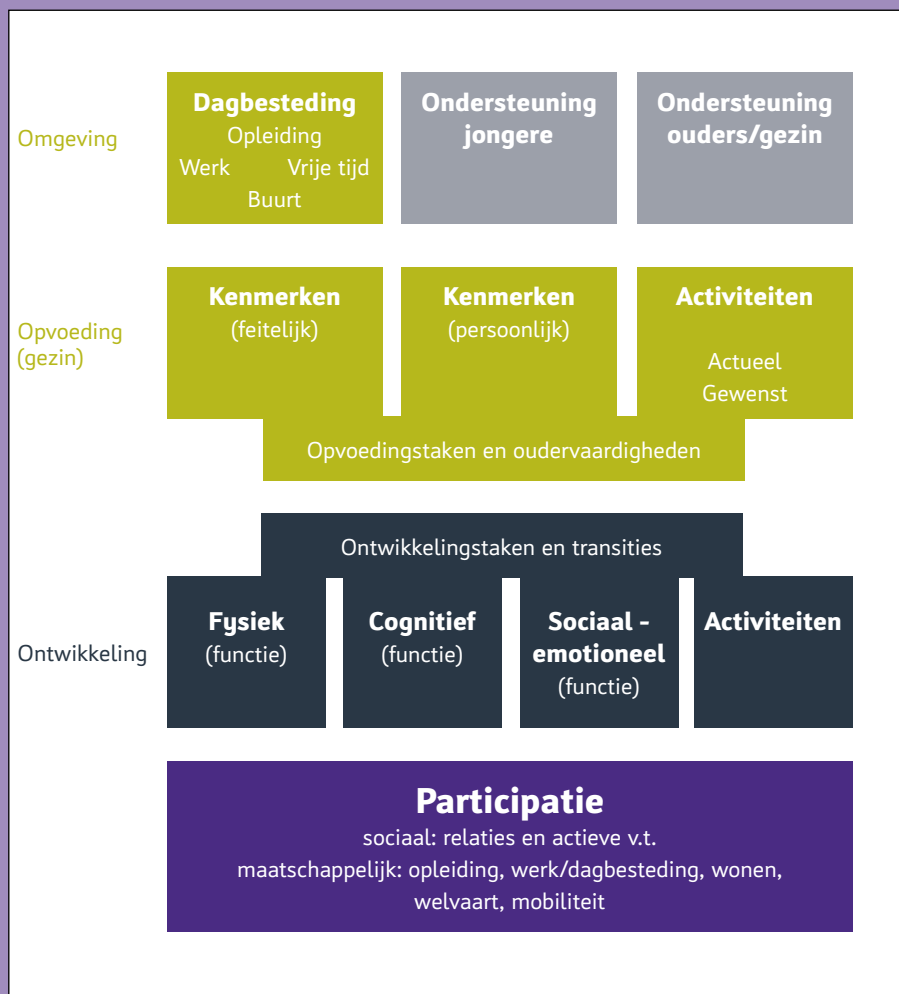 Omgeving
Dagbesteding
Opleiding
Werk Vrije tijd
Buurt
Ondersteuning
jongere
Ondersteuning
ouders/gezin
Opvoeding
(gezin)
Kenmerken
(feitelijk)
Kenmerken
(persoonlijk)
Activiteiten
Actueel
Gewenst
Opvoedingstaken en oudervaardigheden
Ontwikkelingstaken en transities
Ontwikkeling
Fysiek
(functie)
Cognitief
(functie)
Sociaal -
emotioneel
(functie)
Activiteiten
Participatie
sociaal: relaties en actieve v.t.
maatschappelijk: opleiding, werk/dagbesteding, wonen,
welvaart, mobiliteit